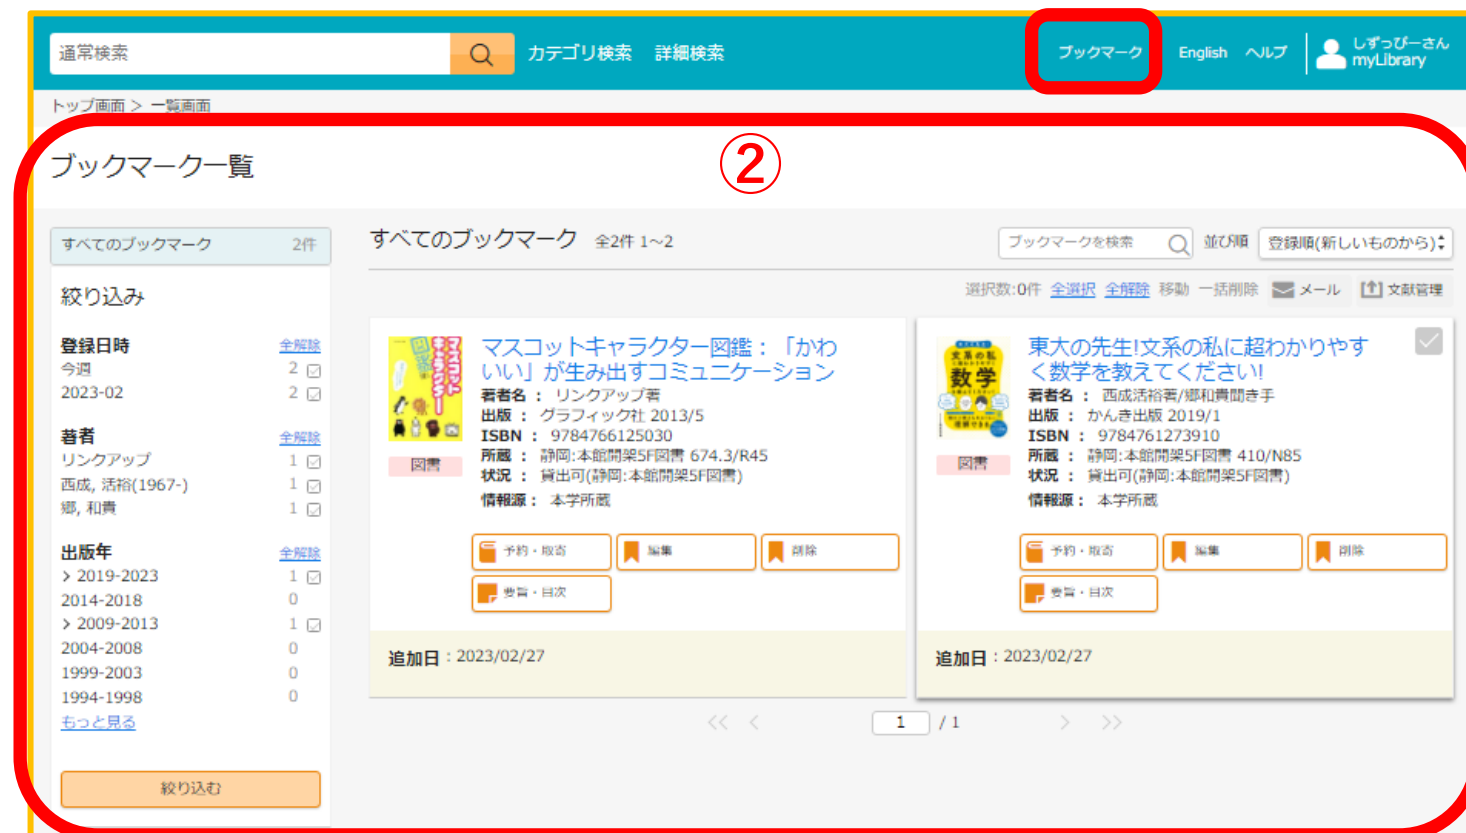 通常検索
カテゴリ検索 詳細検索
ブックマーク English ヘルプ しずっぴーさん
myLibrary
トップ画面 > 一覧画面
ブックマーク一覧
②
すべてのブックマーク 2件
絞り込み
登録日時 全解除
今週 2
2023-02 2
著者 全解除
リンクアップ 1
西成, 活裕(1967-) 1
郷, 和貴 1
出版年 全解除
> 2019-2023 1
2014-2018 0
> 2009-2013 1
2004-2008 0
1999-2003 0
1994-1998 0
もっと見る
絞り込む
すべてのブックマーク 全2件 1～2
ブックマークを検索 並び順 登録順(新しいものから)
選択数:0件 全選択 全解除 移動 一括削除 メール 文献管理
マスコットキャラクター図鑑：「かわ
いい」が生み出すコミュニケーション
著者名 ： リンクアップ著
出版 ： グラフィック社 2013/5
ISBN ： 9784766125030
所蔵 ： 静岡:本館開架5F図書 674.3/R45
状況 ： 貸出可(静岡:本館開架5F図書)
情報源： 本学所蔵
図書
予約・取寄 編集 削除
要旨・目次
追加日：2023/02/27
東大の先生!文系の私に超わかりやす
く数学を教えてください!
著者名 ： 西成活裕著/郷和貴聞き手
出版 ： かんき出版 2019/1
ISBN ： 9784761273910
所蔵 ： 静岡:本館開架5F図書 410/N85
状況 ： 貸出可(静岡:本館開架5F図書)
情報源： 本学所蔵
文系の私に
数学
図書
予約・取寄 編集 削除
要旨・目次
追加日：2023/02/27
<< < 1 / 1 > >>